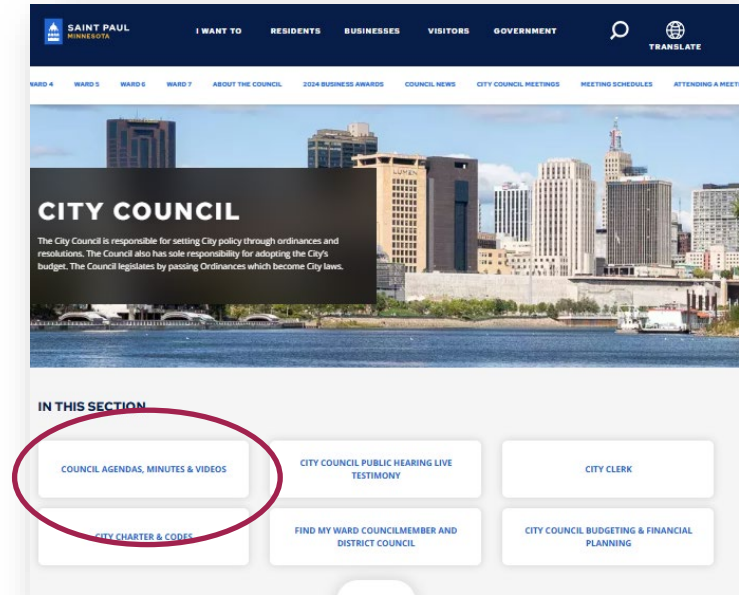 SAINT PAUL
MINNESOTA
I WANT TO RESIDENTS BUSINESSES VISITORS GOVERNMENT
TRANSLATE
WARD 4 WARD 5 WARD 6 WARD 7 ABOUT THE COUNCIL 2024 BUSINESS AWARDS COUNCIL NEWS CITY COUNCIL MEETINGS MEETING SCHEDULES ATTENDING A MEET
LUMEN
CITY COUNCIL
The City Council is responsible for setting City policy through ordinances and
resolutions. The Council also has sole responsibility for adopting the City's
budget. The Council legislates by passing Ordinances which become City laws.
IN THIS SECTION
COUNCIL AGENDAS, MINUTES & VIDEOS
CITY COUNCIL PUBLIC HEARING LIVE
TESTIMONY
CITY CLERK
CITY CHARTER & CODES
FIND MY WARD COUNCILMEMBER AND
DISTRICT COUNCIL
CITY COUNCIL BUDGETING & FINANCIAL
PLANNING